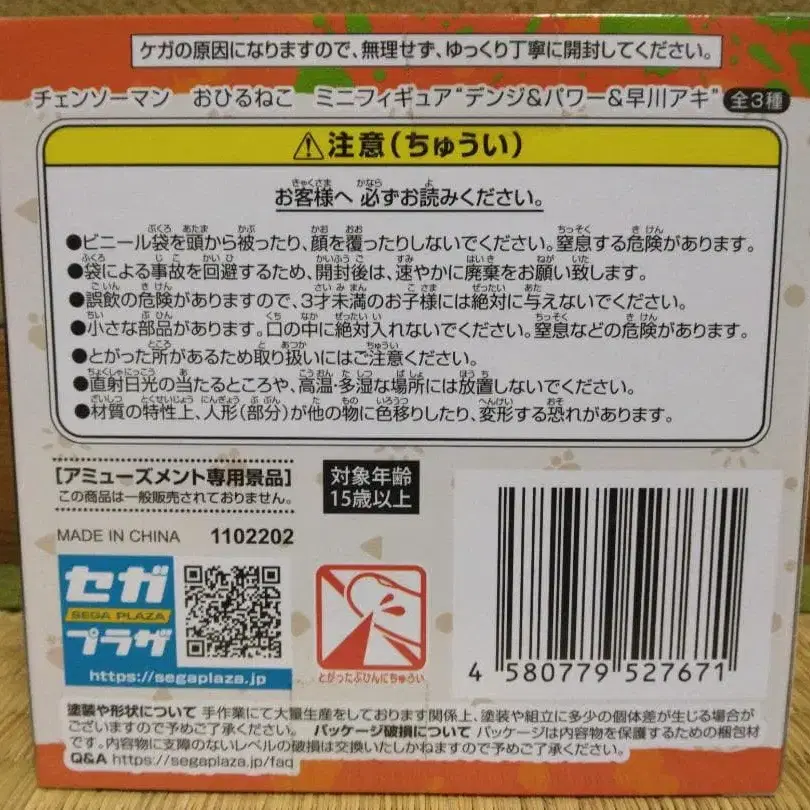 ケガの原因になりますので、無理せず、ゆっくり丁寧に開封してください。
チェンソーマン おひるねこ ミニフィギュア“デンジ&パワー&早川アキ” 全3種
⚠注意(ちゅうい)
お客様へ 必ずお読みください。
●ビニール袋を頭から被ったり、顔を覆ったりしないでください。窒息する危険があります。
●袋による事故を回避するため、開封後は、速やかに廃棄をお願い致します。
●誤飲の危険がありますので、3才未満のお子様には絶対に与えないでください。
●小さな部品があります。口の中に絶対入れないでください。窒息などの危険があります。
●とがった所があるため取り扱いにはご注意ください。
●直射日光の当たるところや、高温・多湿な場所には放置しないでください。
●材質の特性上、人形(部分)が他の物に色移りしたり、変形する恐れがあります。
[アミューズメント専用景品]
この商品は一般販売されておりません。
対象年齢
15歳以上
MADE IN CHINA 1102202
セガ
SEGA PLAZA
プラザ
https://segaplaza.jp
とがったぶひんにちゅうい
4 580779 527671
塗装や形状について 手作業にて大量生産をしております関係上、塗装や組立に多少の個体差が生じる場合が
ございますので予めご了承ください。 パッケージ破損について パッケージは内容物を保護するための梱包材
です。内容物に支障のないレベルの破損は交換いたしかねますので予めご了承ください。
Q&A https://segaplaza.jp/faq